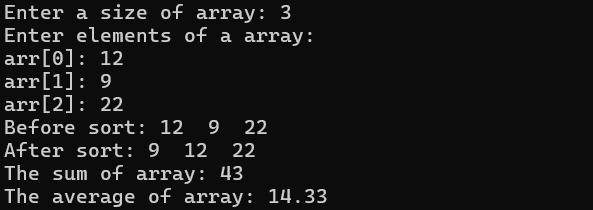 Enter a size of array: 3
Enter elements of a array:
arr[0]: 12
arr[1]: 9
arr[2]: 22
Before sort: 12  9  22
After sort: 9  12  22
The sum of array: 43
The average of array: 14.33